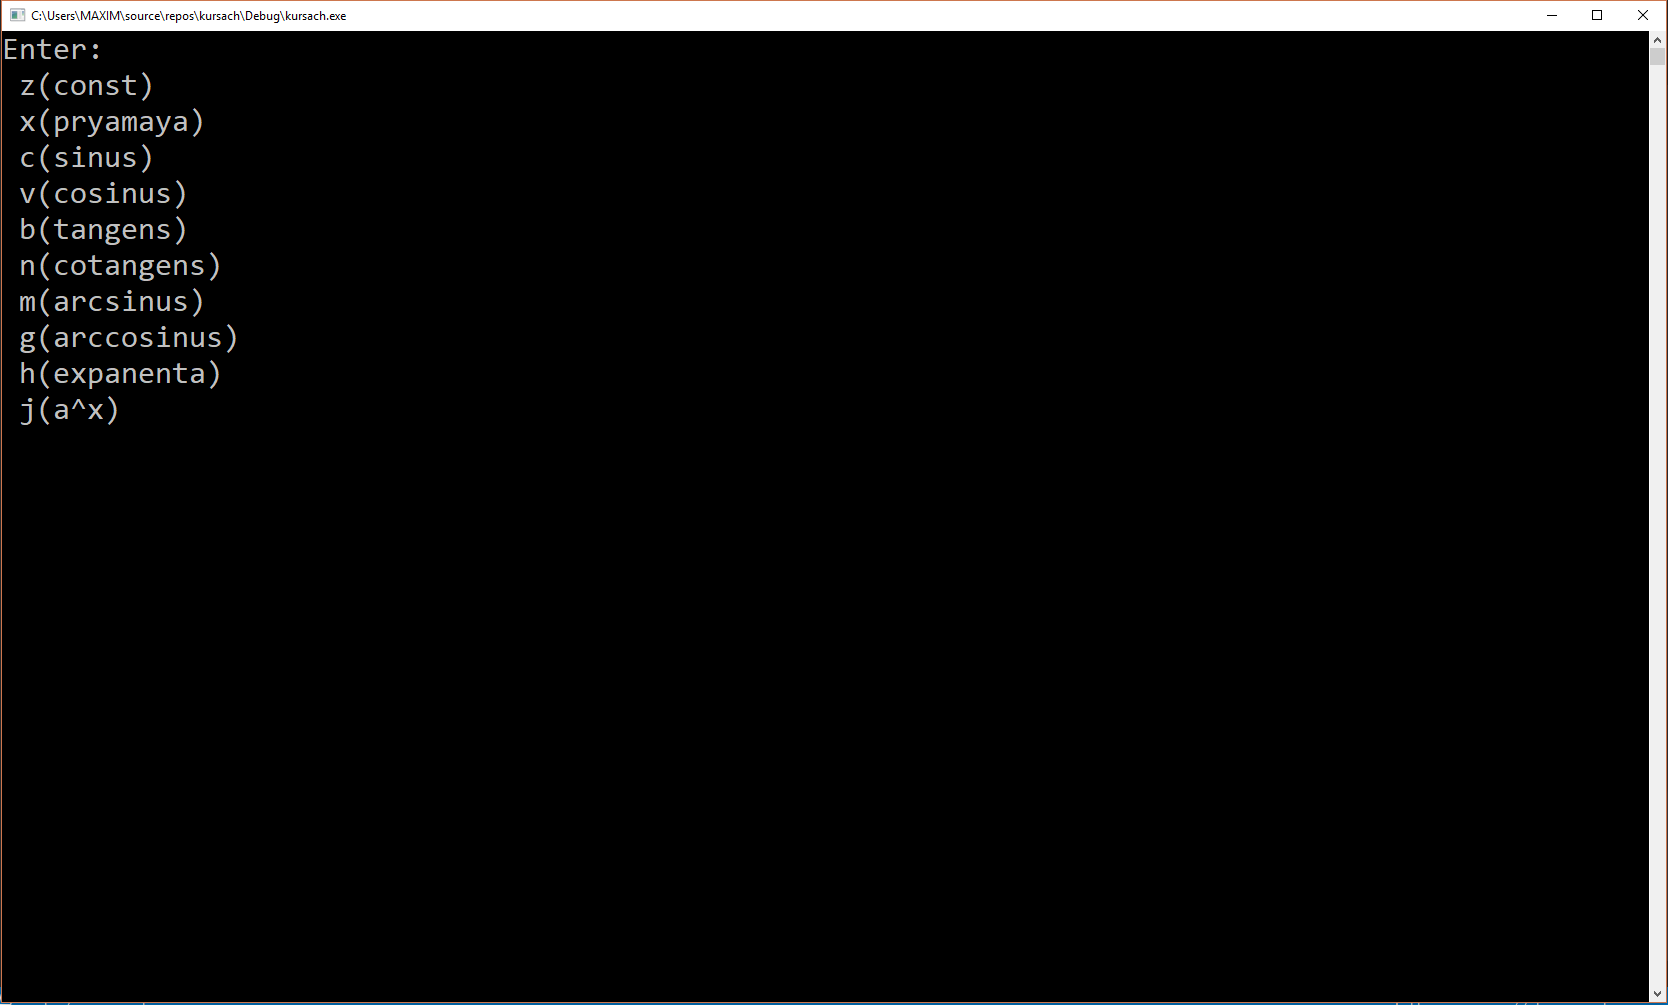 C:\Users\MAXIM\source\repos\kursach\Debug\kursach.exe
Enter:
z(const)
x(pryamaya)
c(sinus)
v(cosinus)
b(tangens)
n(cotangens)
m(arcsinus)
g(arccosinus)
h(expanenta)
j(a^x)